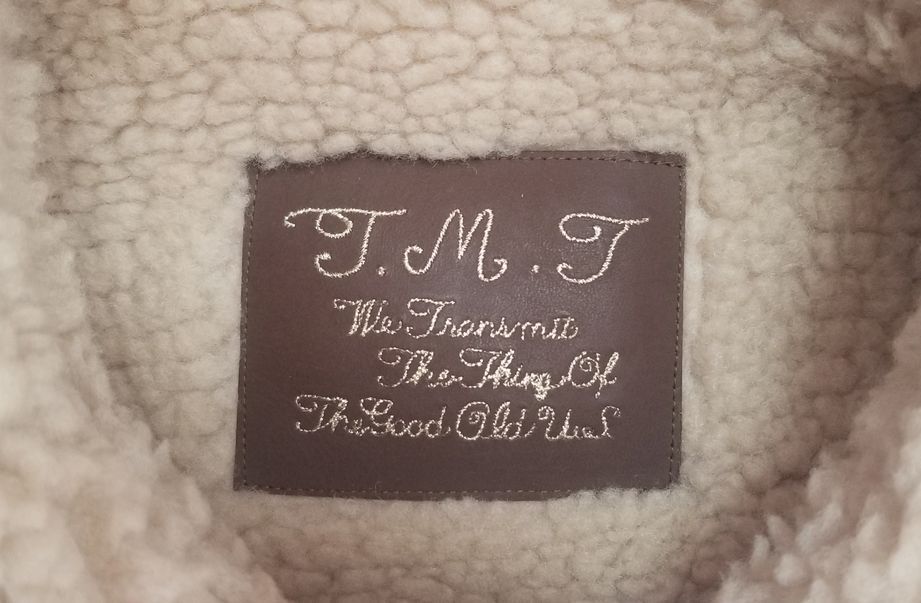 T.M.T
We Transmit
The Thing Of
The Good Old U.S